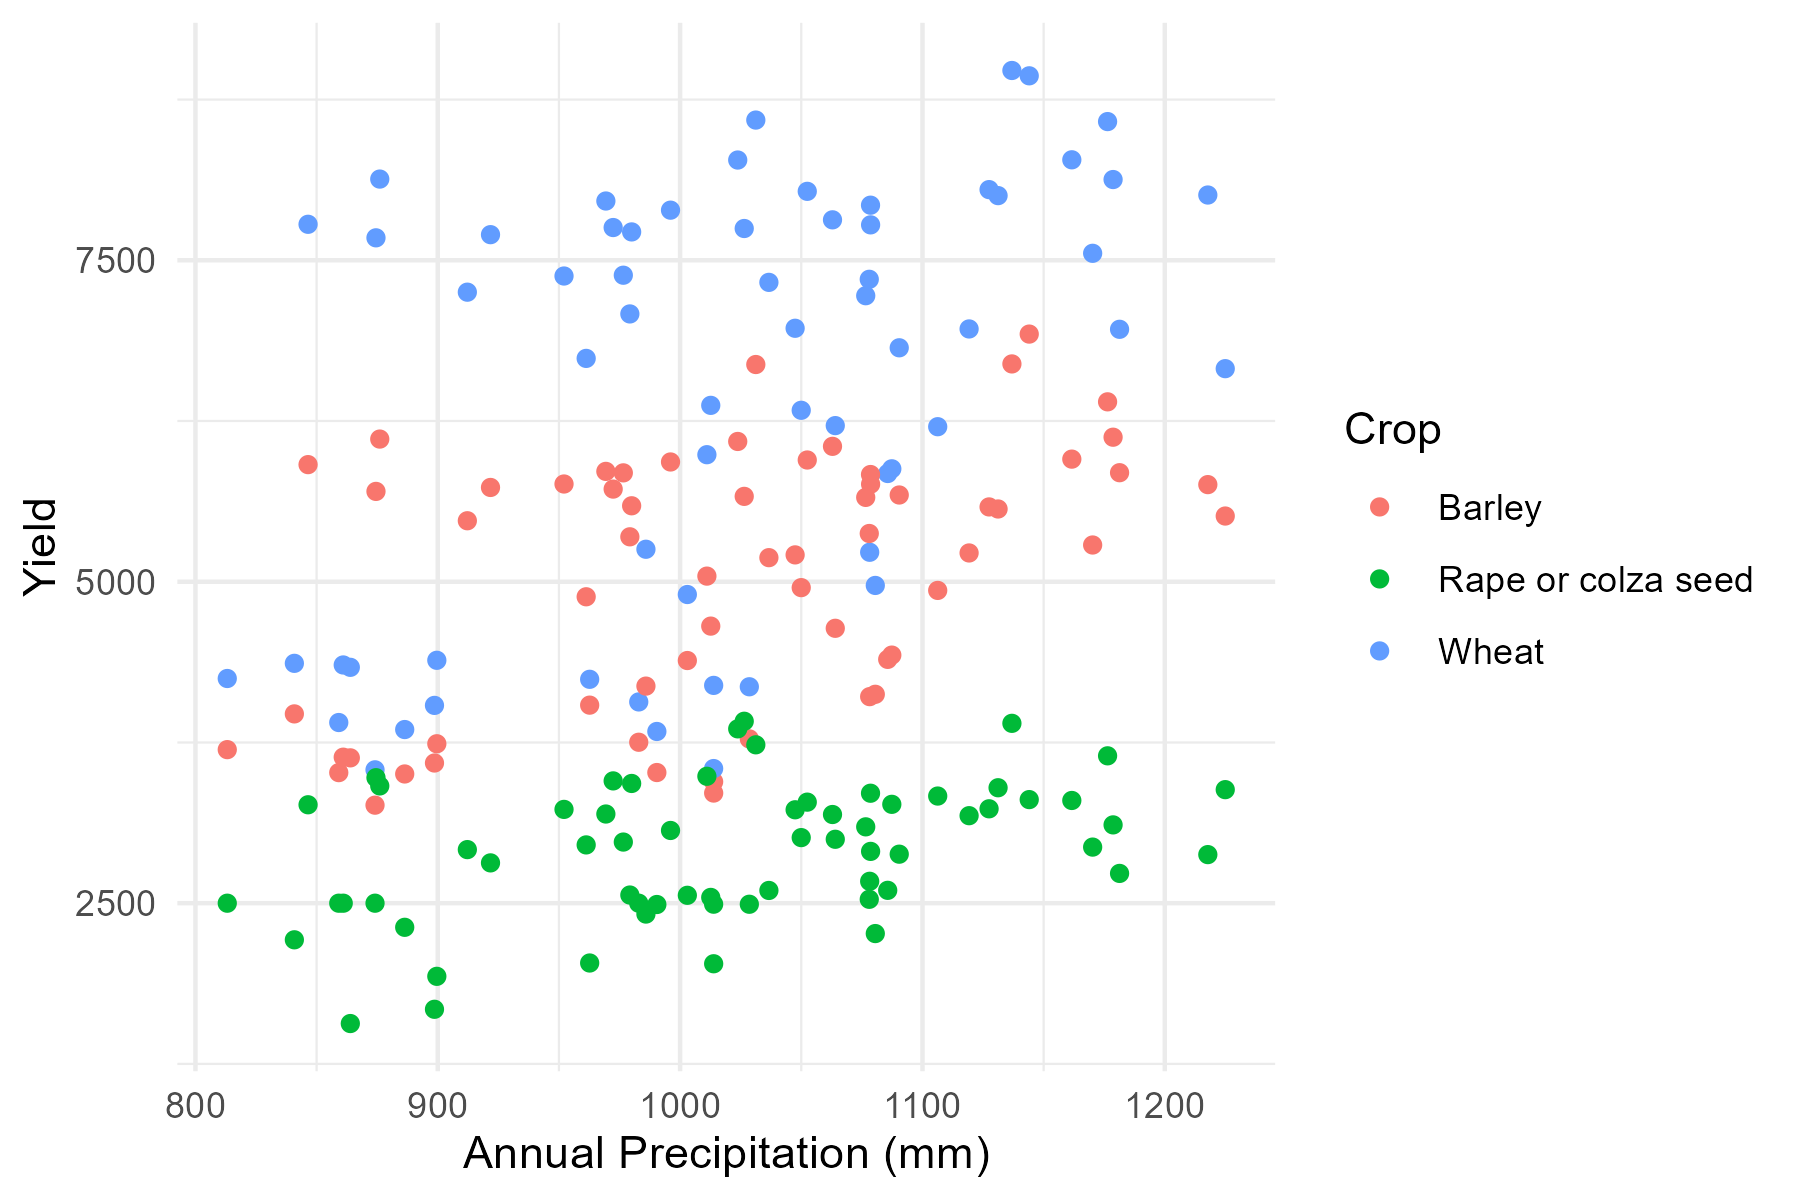 Yield
7500
5000
2500
800 900 1000 1100 1200
Annual Precipitation (mm)
Crop
Barley
Rape or colza seed
Wheat